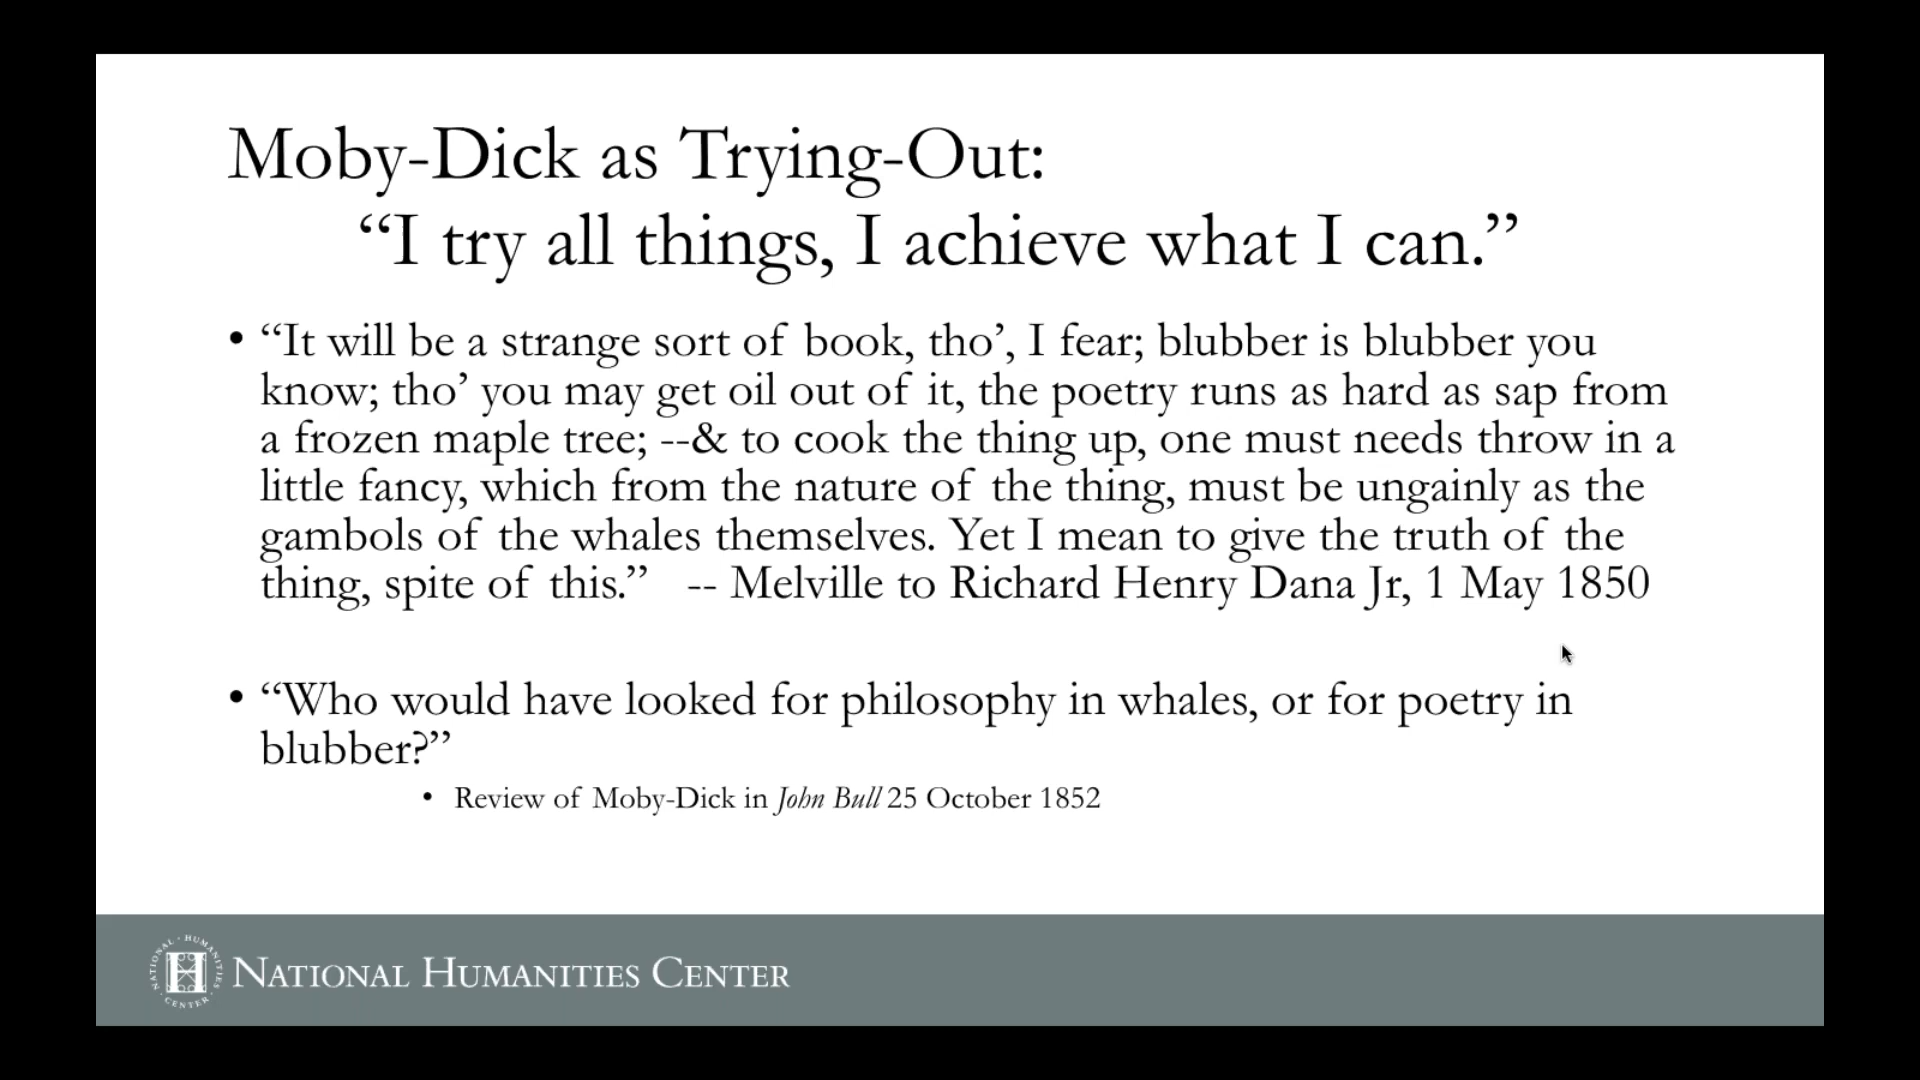 Moby-Dick as Trying-Out:
“I try all things, I achieve what I can.”
• “It will be a strange sort of book, tho’, I fear; blubber is blubber you
know; tho’ you may get oil out of it, the poetry runs as hard as sap from
a frozen maple tree; --& to cook the thing up, one must needs throw in a
little fancy, which from the nature of the thing, must be ungainly as the
gambols of the whales themselves. Yet I mean to give the truth of the
thing, spite of this.” -- Melville to Richard Henry Dana Jr, 1 May 1850
• “Who would have looked for philosophy in whales, or for poetry in
blubber?”
• Review of Moby-Dick in John Bull 25 October 1852
NATIONAL · HUMANITIES · CENTER ·
H
NATIONAL HUMANITIES CENTER